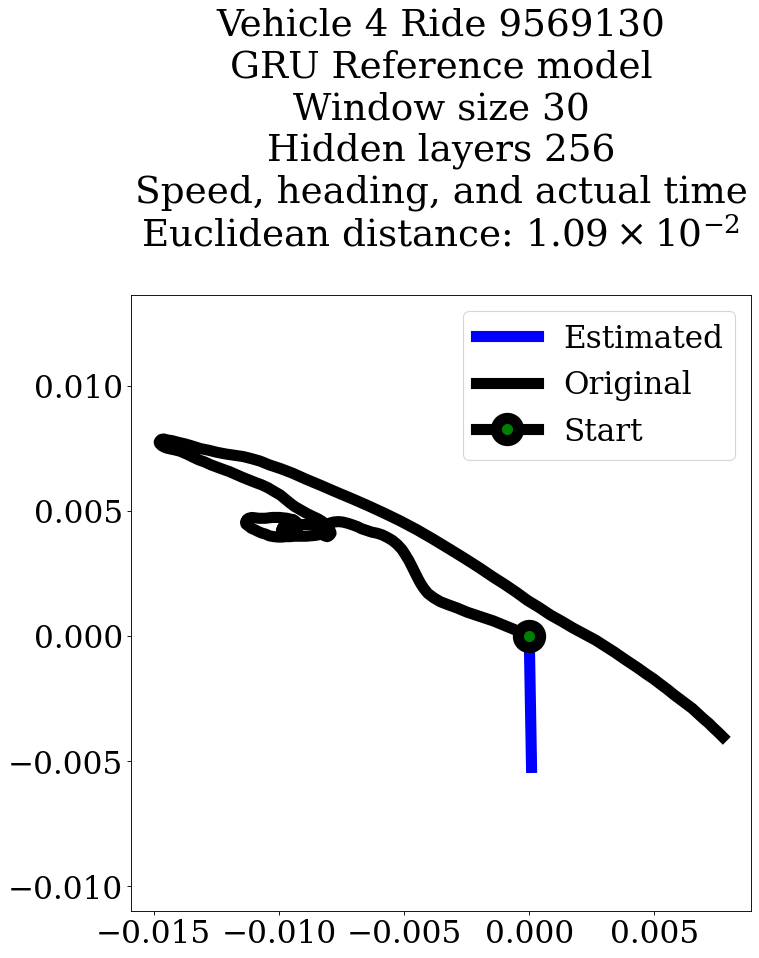 Vehicle 4 Ride 9569130
GRU Reference model
Window size 30
Hidden layers 256
Speed, heading, and actual time
Euclidean distance: 1.09 × 10⁻²
Estimated
Original
Start
0.010
0.005
0.000
−0.005
−0.010
−0.015 −0.010 −0.005 0.000 0.005